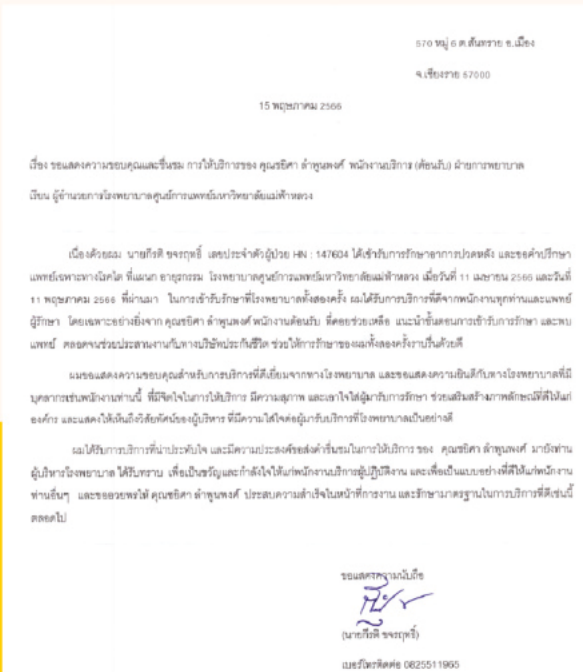 570 หมู่ 6 ต.สันทราย อ.เมือง
จ.เชียงราย 67000
15 พฤษภาคม 2566
เรื่อง ขอแสดงความขอบคุณและชื่นชม การให้บริการของ คุณชยิศา ลำพูนพงศ์ พนักงานบริการ (ต้อนรับ) ฝ่ายการพยาบาล
เรียน ผู้อำนวยการโรงพยาบาลศูนย์การแพทย์มหาวิทยาลัยแม่ฟ้าหลวง
เนื่องด้วยผม นายกีรติ ขจรฤทธิ์ เลขประจำตัวผู้ป่วย HN : 147604 ได้เข้ารับการรักษาอาการปวดหลัง และขอคำปรึกษา
แพทย์เฉพาะทางโรคไต ที่แผนก อายุรกรรม โรงพยาบาลศูนย์การแพทย์มหาวิทยาลัยแม่ฟ้าหลวง เมื่อวันที่ 11 เมษายน 2566 และวันที่
11 พฤษภาคม 2566 ที่ผ่านมา ในการเข้ารับรักษาที่โรงพยาบาลทั้งสองครั้ง ผมได้รับการบริการที่ดีจากพนักงานทุกท่านและแพทย์
ผู้รักษา โดยเฉพาะอย่างยิ่งจาก คุณชยิศา ลำพูนพงศ์ พนักงานต้อนรับ ที่คอยช่วยเหลือ แนะนำขั้นตอนการเข้ารับการรักษา และพบ
แพทย์ ตลอดจนช่วยประสานงานกับทางบริษัทประกันชีวิต ช่วยให้การรักษาของผมทั้งสองครั้งราบรื่นด้วยดี
ผมขอแสดงความขอบคุณสำหรับการบริการที่ดีเยี่ยมจากทางโรงพยาบาล และขอแสดงความยินดีกับทางโรงพยาบาลที่มี
บุคลากรเช่นพนักงานท่านนี้ ที่มีจิตใจในการให้บริการ มีความสุภาพ และเอาใจใส่ผู้มารับการรักษา ช่วยเสริมสร้างภาพลักษณ์ที่ดีให้แก่
องค์กร และแสดงให้เห็นถึงวิสัยทัศน์ของผู้บริหาร ที่มีความใส่ใจต่อผู้มารับบริการที่โรงพยาบาลเป็นอย่างดี
ผมได้รับการบริการที่น่าประทับใจ และมีความประสงค์ขอส่งคำชื่นชมในการให้บริการ ของ คุณชยิศา ลำพูนพงศ์ มายังท่าน
ผู้บริหารโรงพยาบาล ได้รับทราบ เพื่อเป็นขวัญและกำลังใจให้แก่พนักงานบริการผู้ปฏิบัติงาน และเพื่อเป็นแบบอย่างที่ดีให้แก่พนักงาน
ท่านอื่นๆ และขออวยพรให้ คุณชยิศา ลำพูนพงศ์ ประสบความสำเร็จในหน้าที่การงาน และรักษามาตรฐานในการบริการที่ดีเช่นนี้
ตลอดไป
ขอแสดงความนับถือ
(นายกีรติ ขจรฤทธิ์)
เบอร์โทรติดต่อ 0825511965